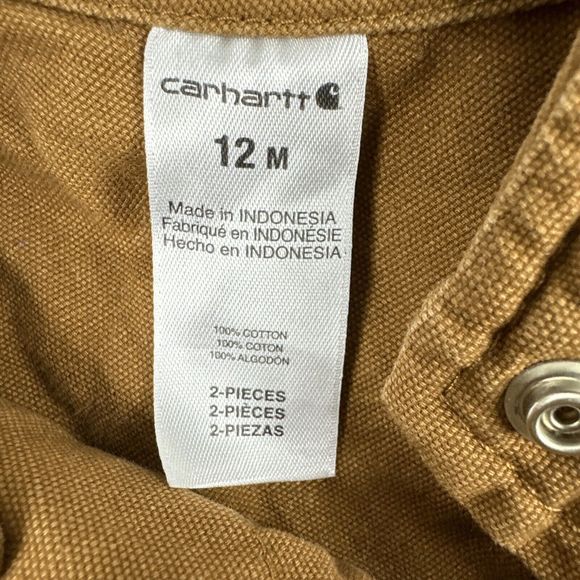 carhartt
12 M
Made in INDONESIA
Fabriqué en INDONÉSIE
Hecho en INDONESIA
100% COTTON
100% COTON
100% ALGODÓN
2-PIECES
2-PIÈCES
2-PIEZAS